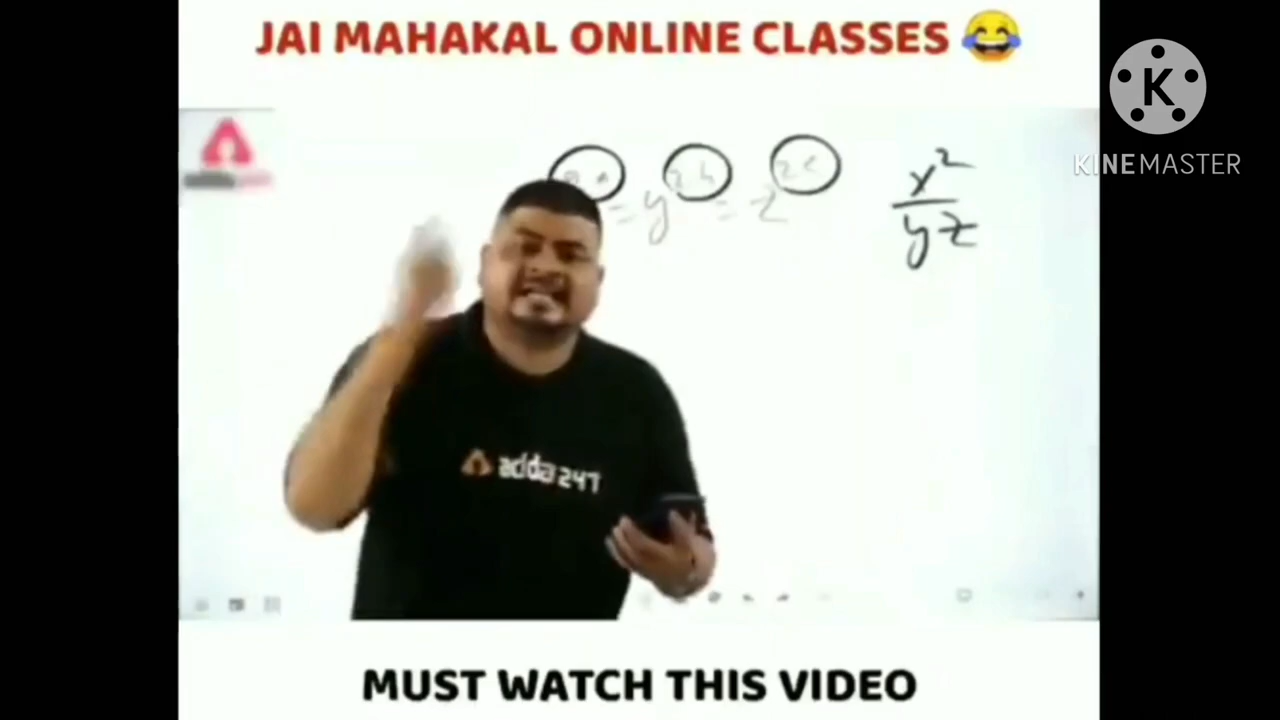 JAI MAHAKAL ONLINE CLASSES 😂
KINEMASTER
= y = z
x²
yz
adda 247
MUST WATCH THIS VIDEO